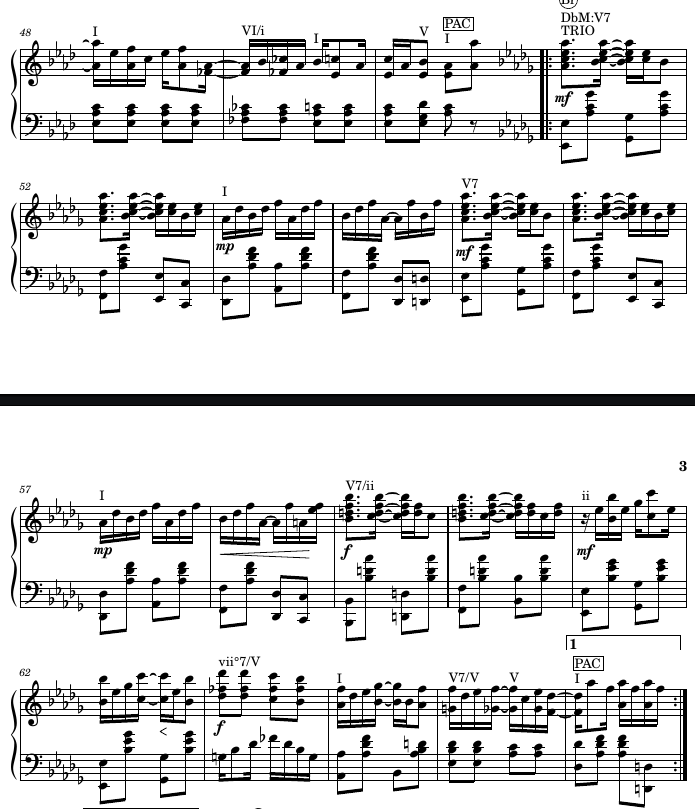 DbM:V7
48 I VI/i I V PAC I TRIO
mf
52 I V7
mp mf
3
57 I V7/ii ii
mp f mf
1
62 vii°7/V I V7/V V PAC I
f